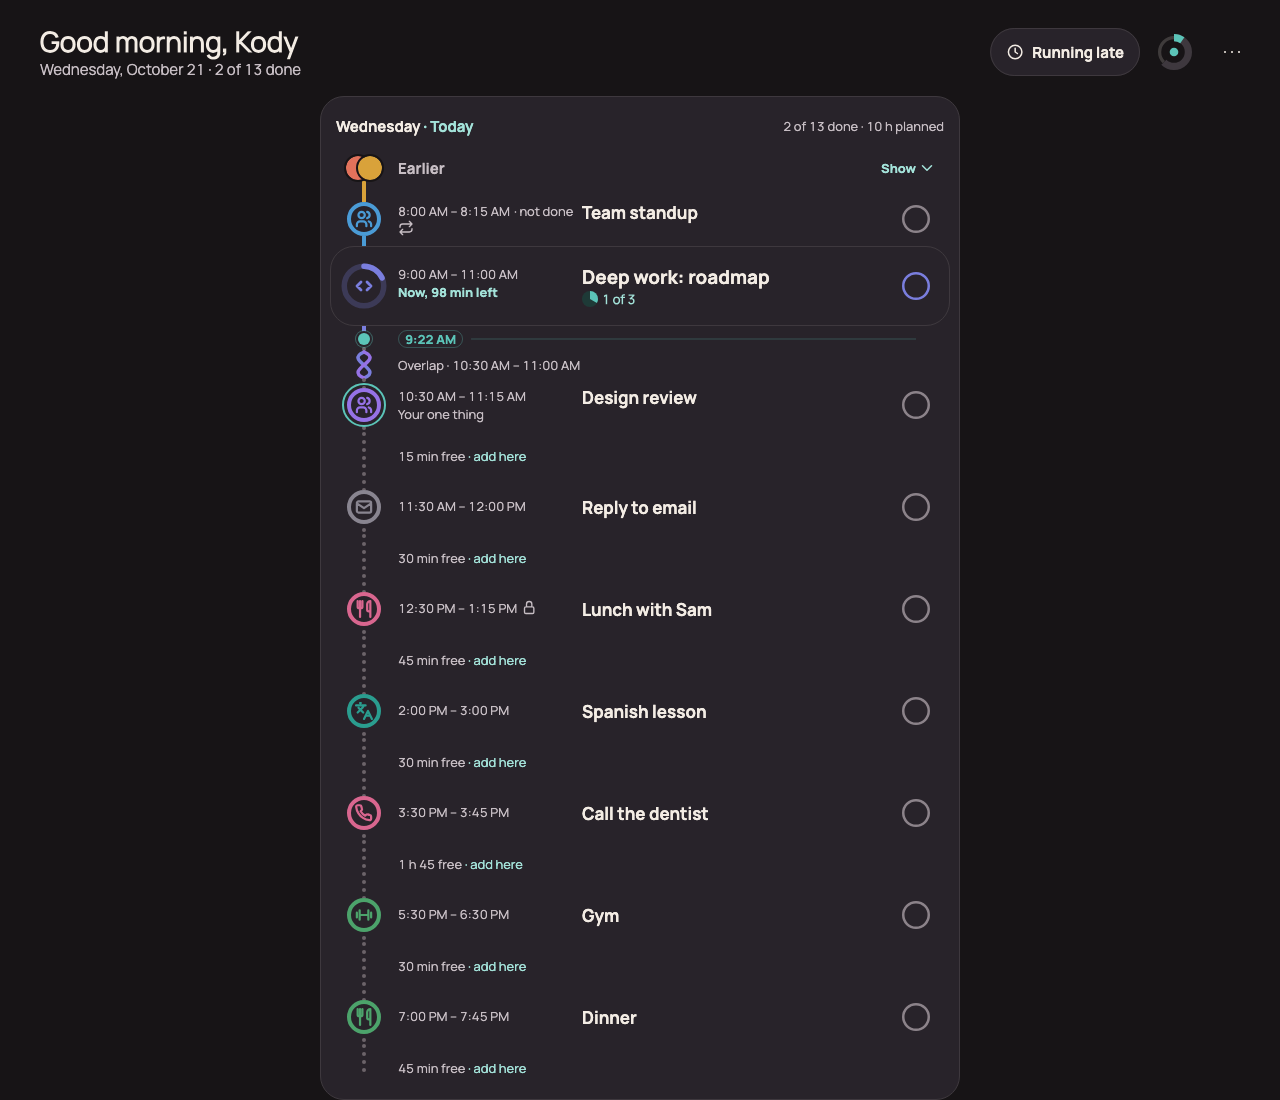 Good morning, Kody
Wednesday, October 21 · 2 of 13 done
Running late
Wednesday · Today
2 of 13 done · 10 h planned
Earlier
Show
8:00 AM – 8:15 AM · not done
Team standup
9:00 AM – 11:00 AM
Deep work: roadmap
Now, 98 min left
1 of 3
9:22 AM
Overlap · 10:30 AM – 11:00 AM
10:30 AM – 11:15 AM
Design review
Your one thing
15 min free · add here
11:30 AM – 12:00 PM
Reply to email
30 min free · add here
12:30 PM – 1:15 PM
Lunch with Sam
45 min free · add here
2:00 PM – 3:00 PM
Spanish lesson
30 min free · add here
3:30 PM – 3:45 PM
Call the dentist
1 h 45 free · add here
5:30 PM – 6:30 PM
Gym
30 min free · add here
7:00 PM – 7:45 PM
Dinner
45 min free · add here